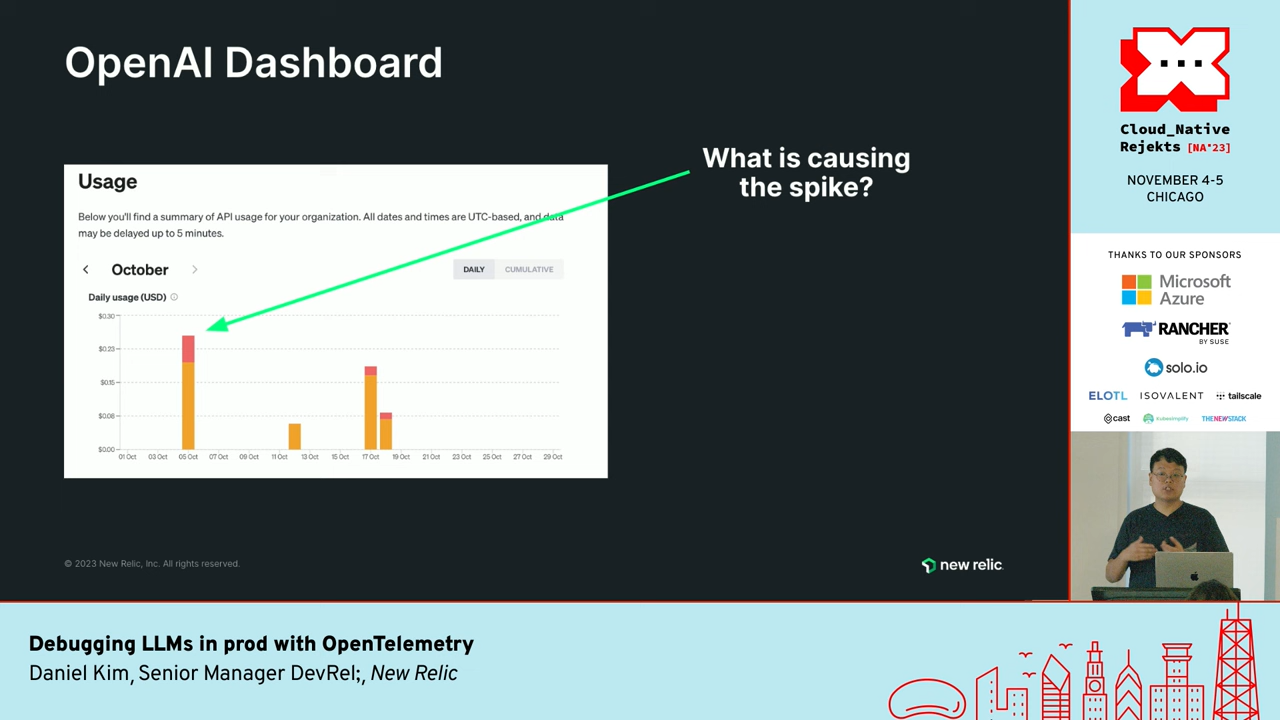 OpenAI Dashboard
What is causing
the spike?
Usage
Below you'll find a summary of API usage for your organization. All dates and times are UTC-based, and data
may be delayed up to 5 minutes.
October
DAILY CUMULATIVE
Daily usage (USD)
$0.30
$0.23
$0.15
$0.08
$0.00
01 Oct 03 Oct 05 Oct 07 Oct 09 Oct 11 Oct 13 Oct 15 Oct 17 Oct 19 Oct 21 Oct 23 Oct 25 Oct 27 Oct 29 Oct
© 2023 New Relic, Inc. All rights reserved.
new relic
Cloud_Native
Rejekts [NA'23]
NOVEMBER 4-5
CHICAGO
THANKS TO OUR SPONSORS
Microsoft
Azure
RANCHER
BY SUSE
solo.io
ELOTL ISOVALENT tailscale
cast kubesimplify THENEWSTACK
Debugging LLMs in prod with OpenTelemetry
Daniel Kim, Senior Manager DevRel;, New Relic